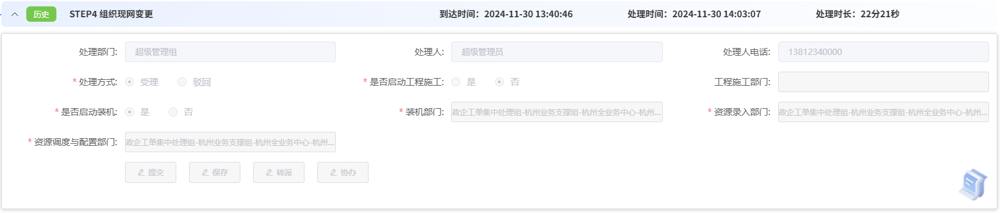 历史 STEP4 组织现网变更 到达时间：2024-11-30 13:40:46 处理时间：2024-11-30 14:03:07 处理时长：22分21秒
处理部门: 超级管理组 处理人: 超级管理员 处理人电话: 13812340000
* 处理方式: 受理 驳回 * 是否启动工程施工: 是 否 工程施工部门:
* 是否启动装机: 是 否 * 装机部门: 政企工单集中处理组-杭州业务支撑组-杭州全业务中心-杭州... * 资源录入部门: 政企工单集中处理组-杭州业务支撑组-杭州全业务中心-杭州...
* 资源调度与配置部门: 政企工单集中处理组-杭州业务支撑组-杭州全业务中心-杭州...
提交 保存 转派 协办